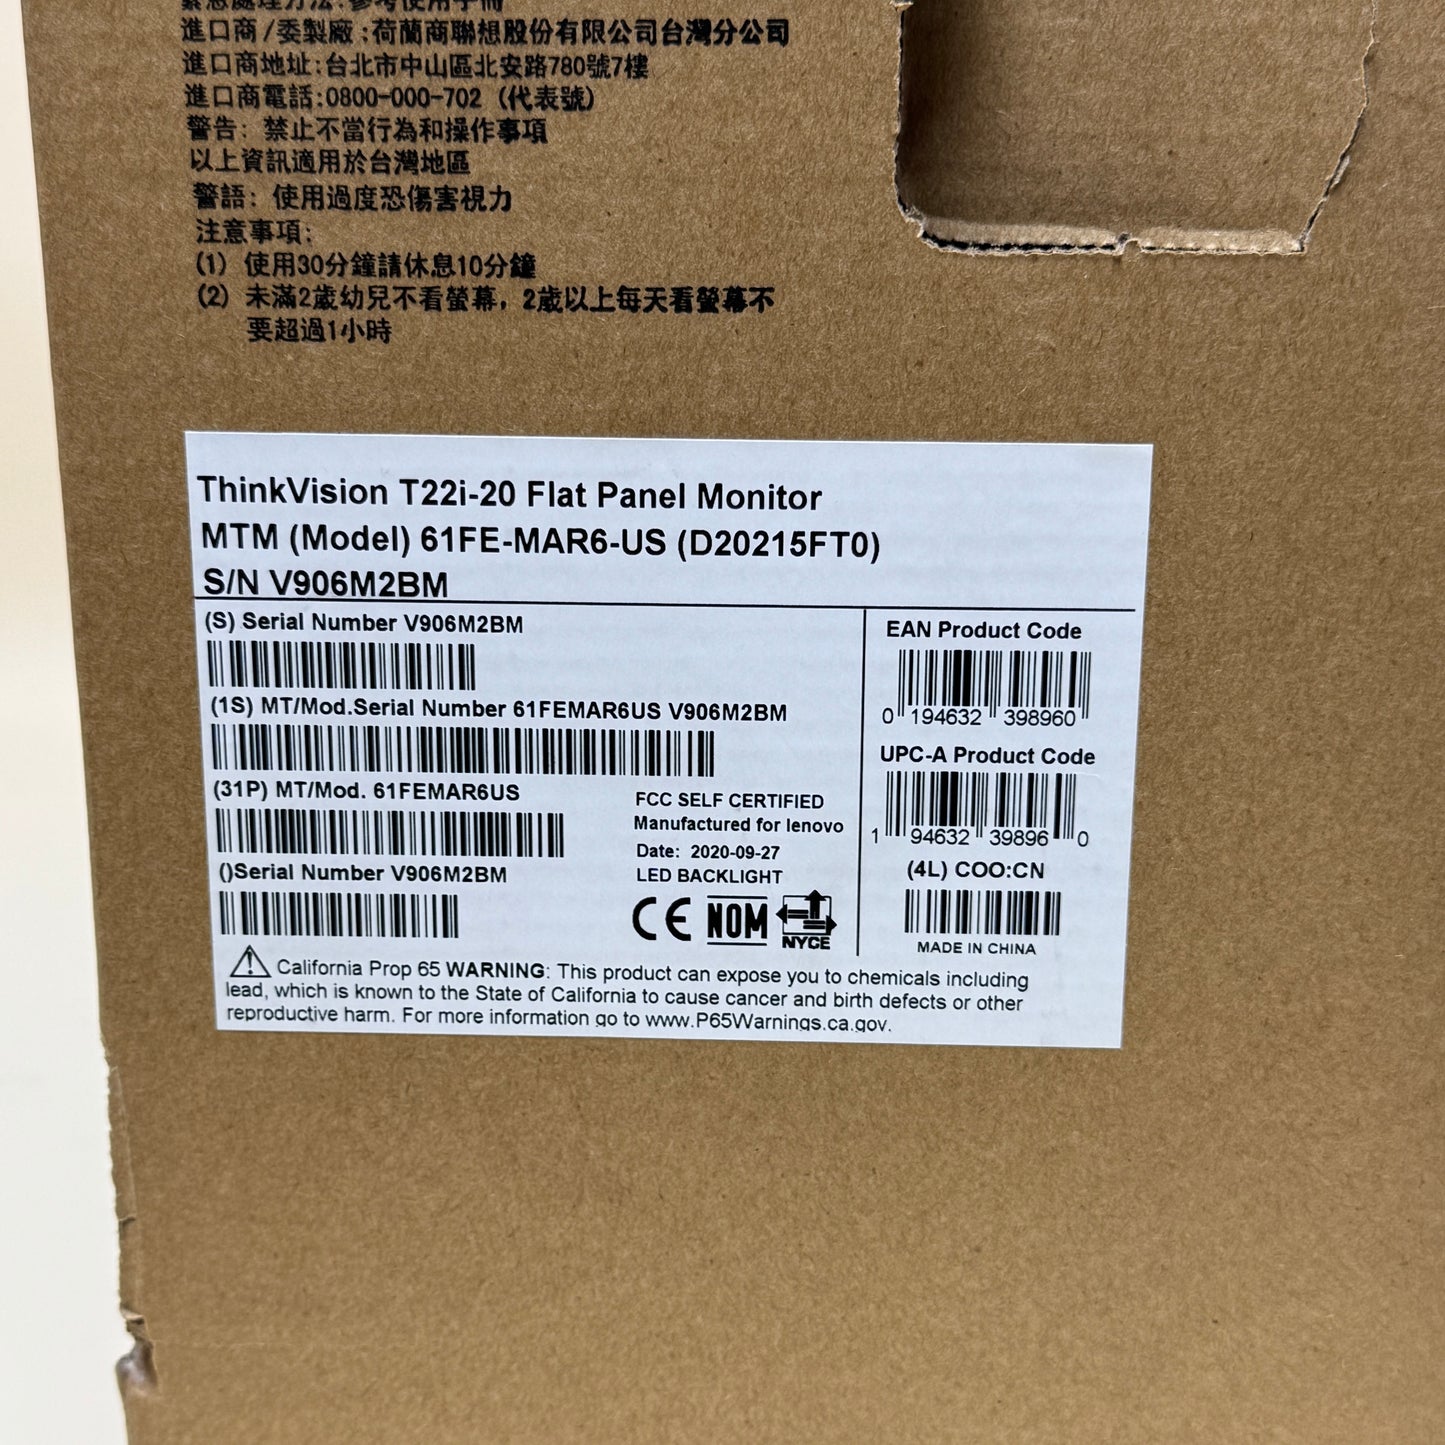 緊急處理方法:參考使用手冊
進口商/委製廠:荷蘭商聯想股份有限公司台灣分公司
進口商地址:台北市中山區北安路780號7樓
進口商電話:0800-000-702 (代表號)
警告: 禁止不當行為和操作事項
以上資訊適用於台灣地區
警語: 使用過度恐傷害視力
注意事項:
(1) 使用30分鐘請休息10分鐘
(2) 未滿2歲幼兒不看螢幕，2歲以上每天看螢幕不
要超過1小時
ThinkVision T22i-20 Flat Panel Monitor
MTM (Model) 61FE-MAR6-US (D20215FT0)
S/N V906M2BM
(S) Serial Number V906M2BM
(1S) MT/Mod.Serial Number 61FEMAR6US V906M2BM
(31P) MT/Mod. 61FEMAR6US
()Serial Number V906M2BM
FCC SELF CERTIFIED
Manufactured for lenovo
Date: 2020-09-27
LED BACKLIGHT
CE NOM NYCE
EAN Product Code
0 194632 398960
UPC-A Product Code
1 94632 39896 0
(4L) COO:CN
MADE IN CHINA
California Prop 65 WARNING: This product can expose you to chemicals including
lead, which is known to the State of California to cause cancer and birth defects or other
reproductive harm. For more information go to www.P65Warnings.ca.gov.